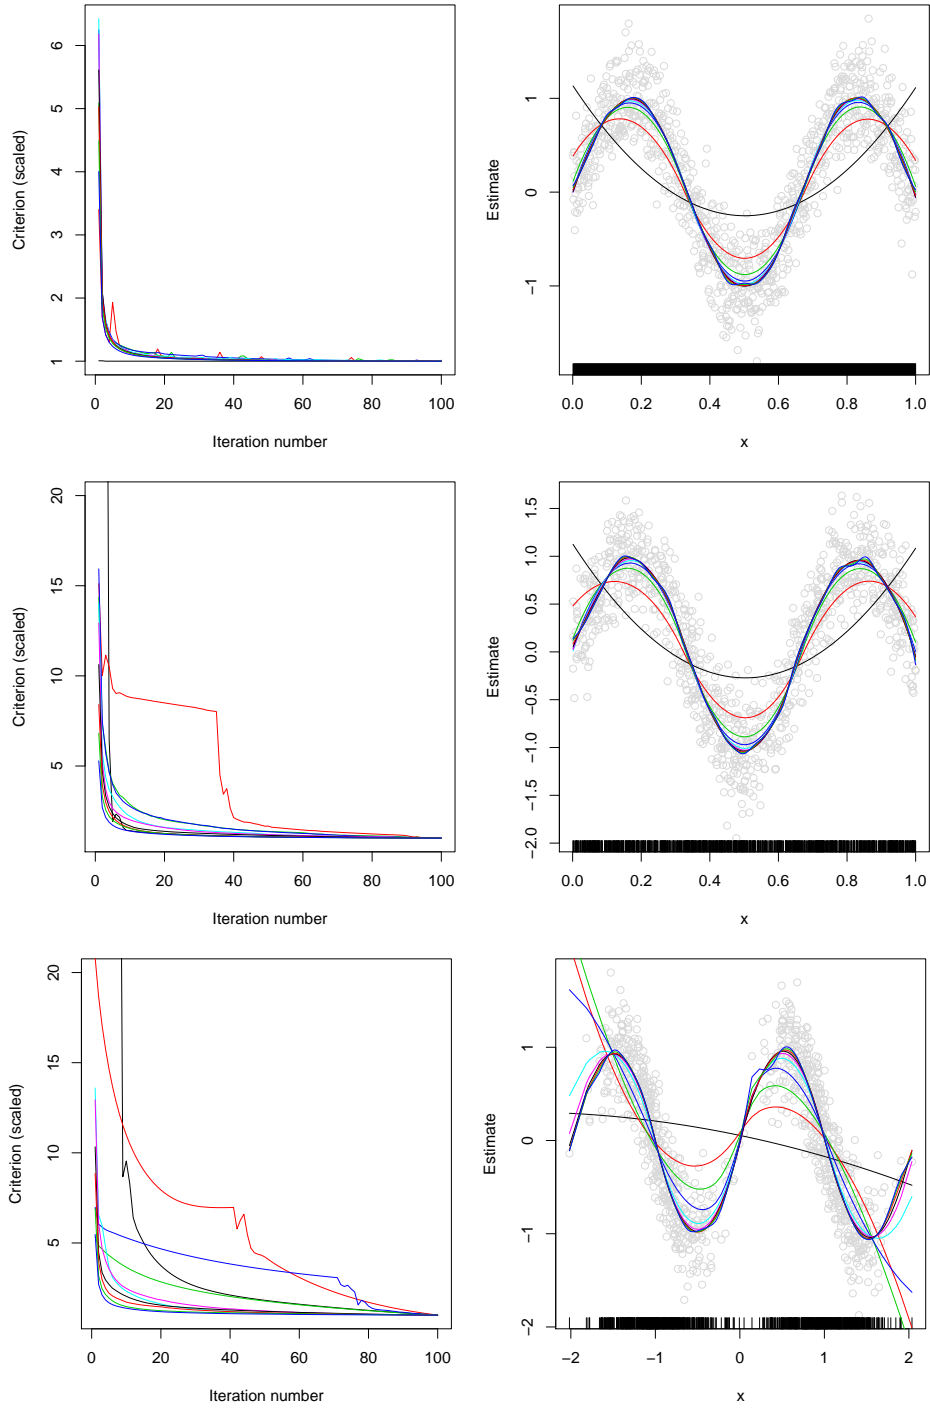 6
5
4
3
2
1
Criterion (scaled)
0 20 40 60 80 100
Iteration number
1
0
−1
Estimate
0.0 0.2 0.4 0.6 0.8 1.0
x
20
15
10
5
Criterion (scaled)
0 20 40 60 80 100
Iteration number
1.5
1.0
0.5
0.0
−0.5
−1.0
−1.5
−2.0
Estimate
0.0 0.2 0.4 0.6 0.8 1.0
x
20
15
10
5
Criterion (scaled)
0 20 40 60 80 100
Iteration number
1
0
−1
−2
Estimate
−2 −1 0 1 2
x